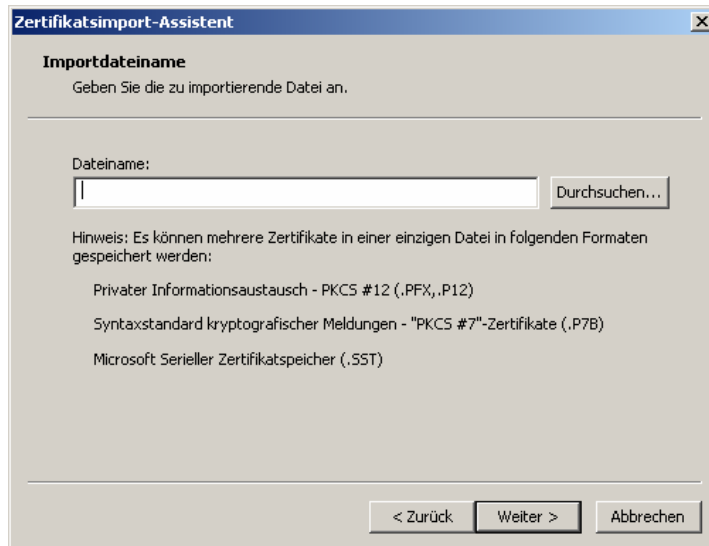 Zertifikatsimport-Assistent
Importdateiname
Geben Sie die zu importierende Datei an.
Dateiname:
Durchsuchen...
Hinweis: Es können mehrere Zertifikate in einer einzigen Datei in folgenden Formaten
gespeichert werden:
Privater Informationsaustausch - PKCS #12 (.PFX,.P12)
Syntaxstandard kryptografischer Meldungen - "PKCS #7"-Zertifikate (.P7B)
Microsoft Serieller Zertifikatspeicher (.SST)
< Zurück Weiter > Abbrechen